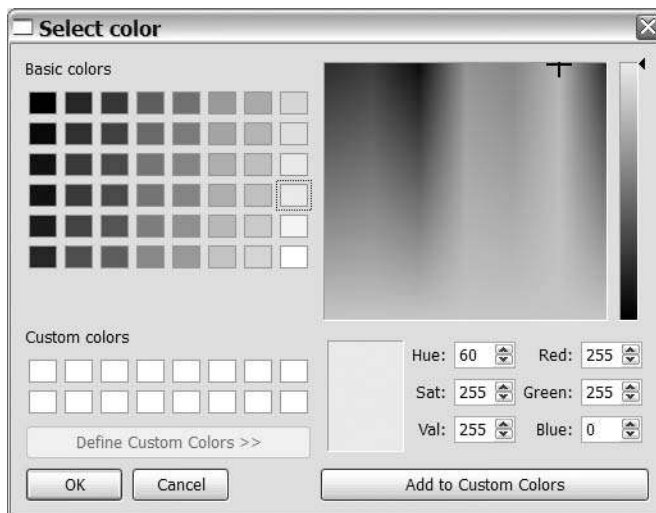 Select color
Basic colors
Custom colors
Hue: 60 Red: 255
Sat: 255 Green: 255
Val: 255 Blue: 0
Define Custom Colors >>
OK Cancel Add to Custom Colors